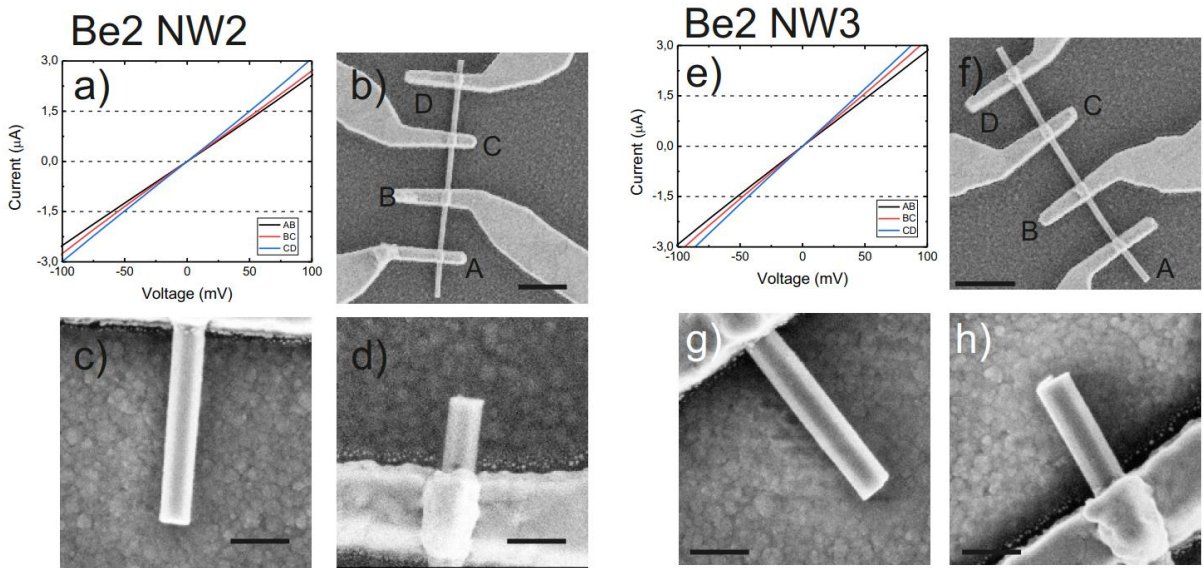 Be2 NW2
Be2 NW3
a)
3,0
1,5
0,0
-1,5
-3,0
Current (μA)
-100
-50
0
50
100
Voltage (mV)
AB
BC
CD
b)
D
C
B
A
e)
3,0
1,5
0,0
-1,5
-3,0
Current (μA)
-100
-50
0
50
100
Voltage (mV)
AB
BC
CD
f)
D
C
B
A
c)
d)
g)
h)